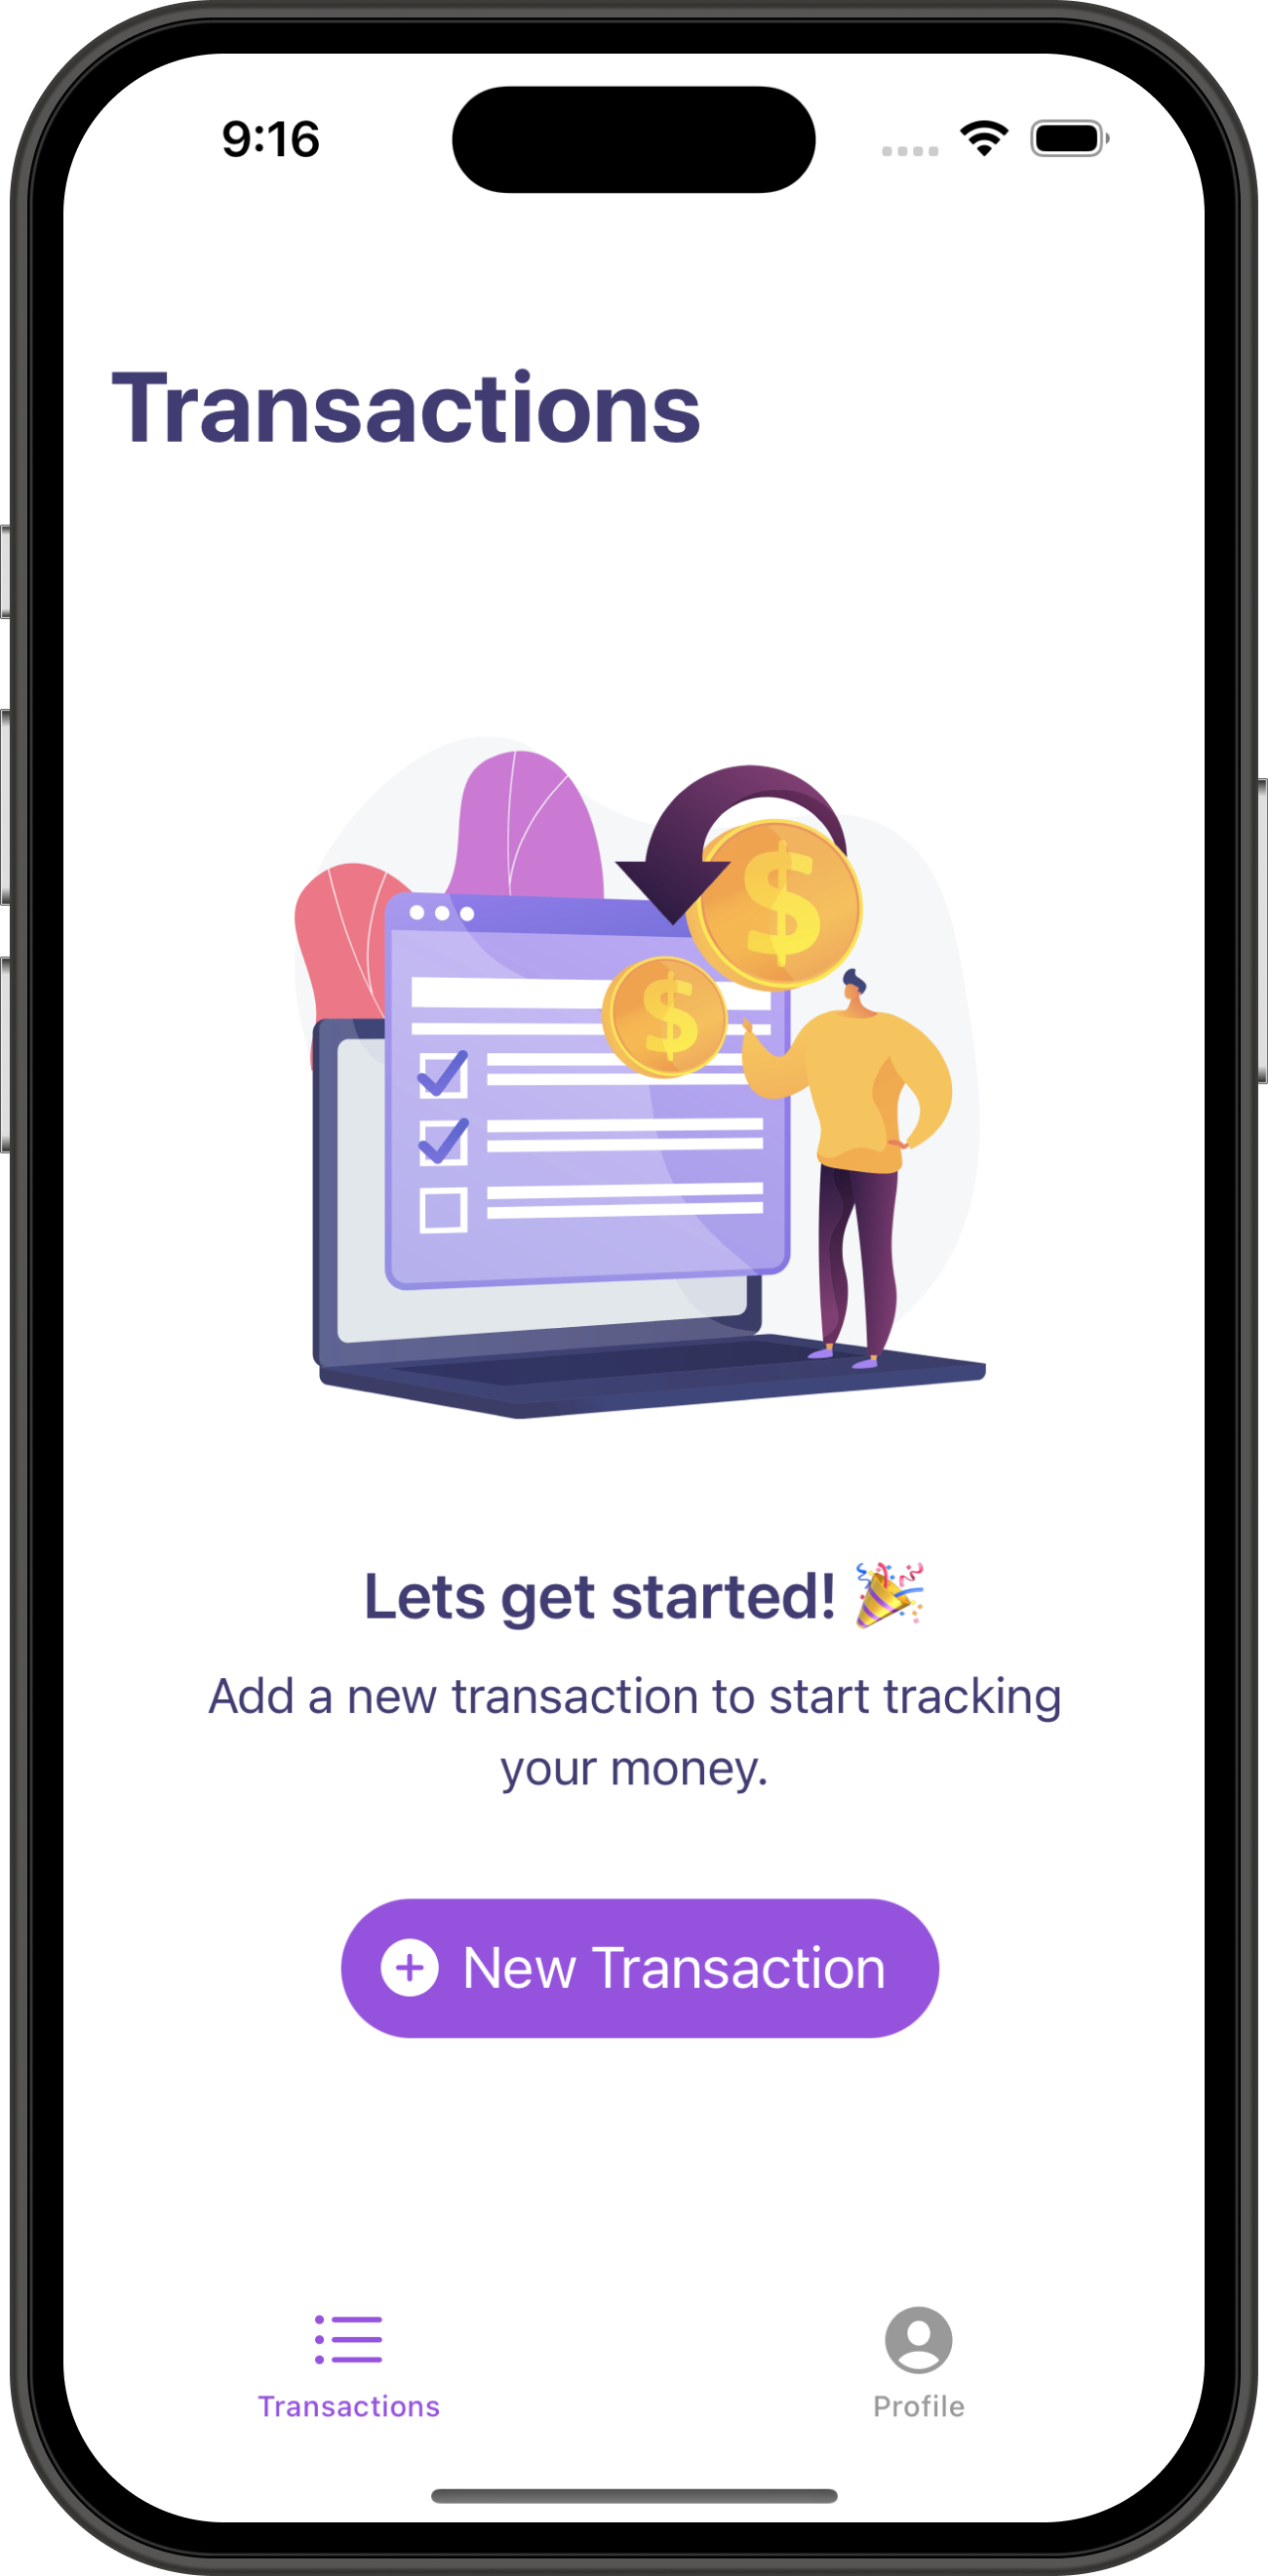 9:16
Transactions
$
$
Lets get started! 🎉
Add a new transaction to start tracking
your money.
New Transaction
Transactions
Profile